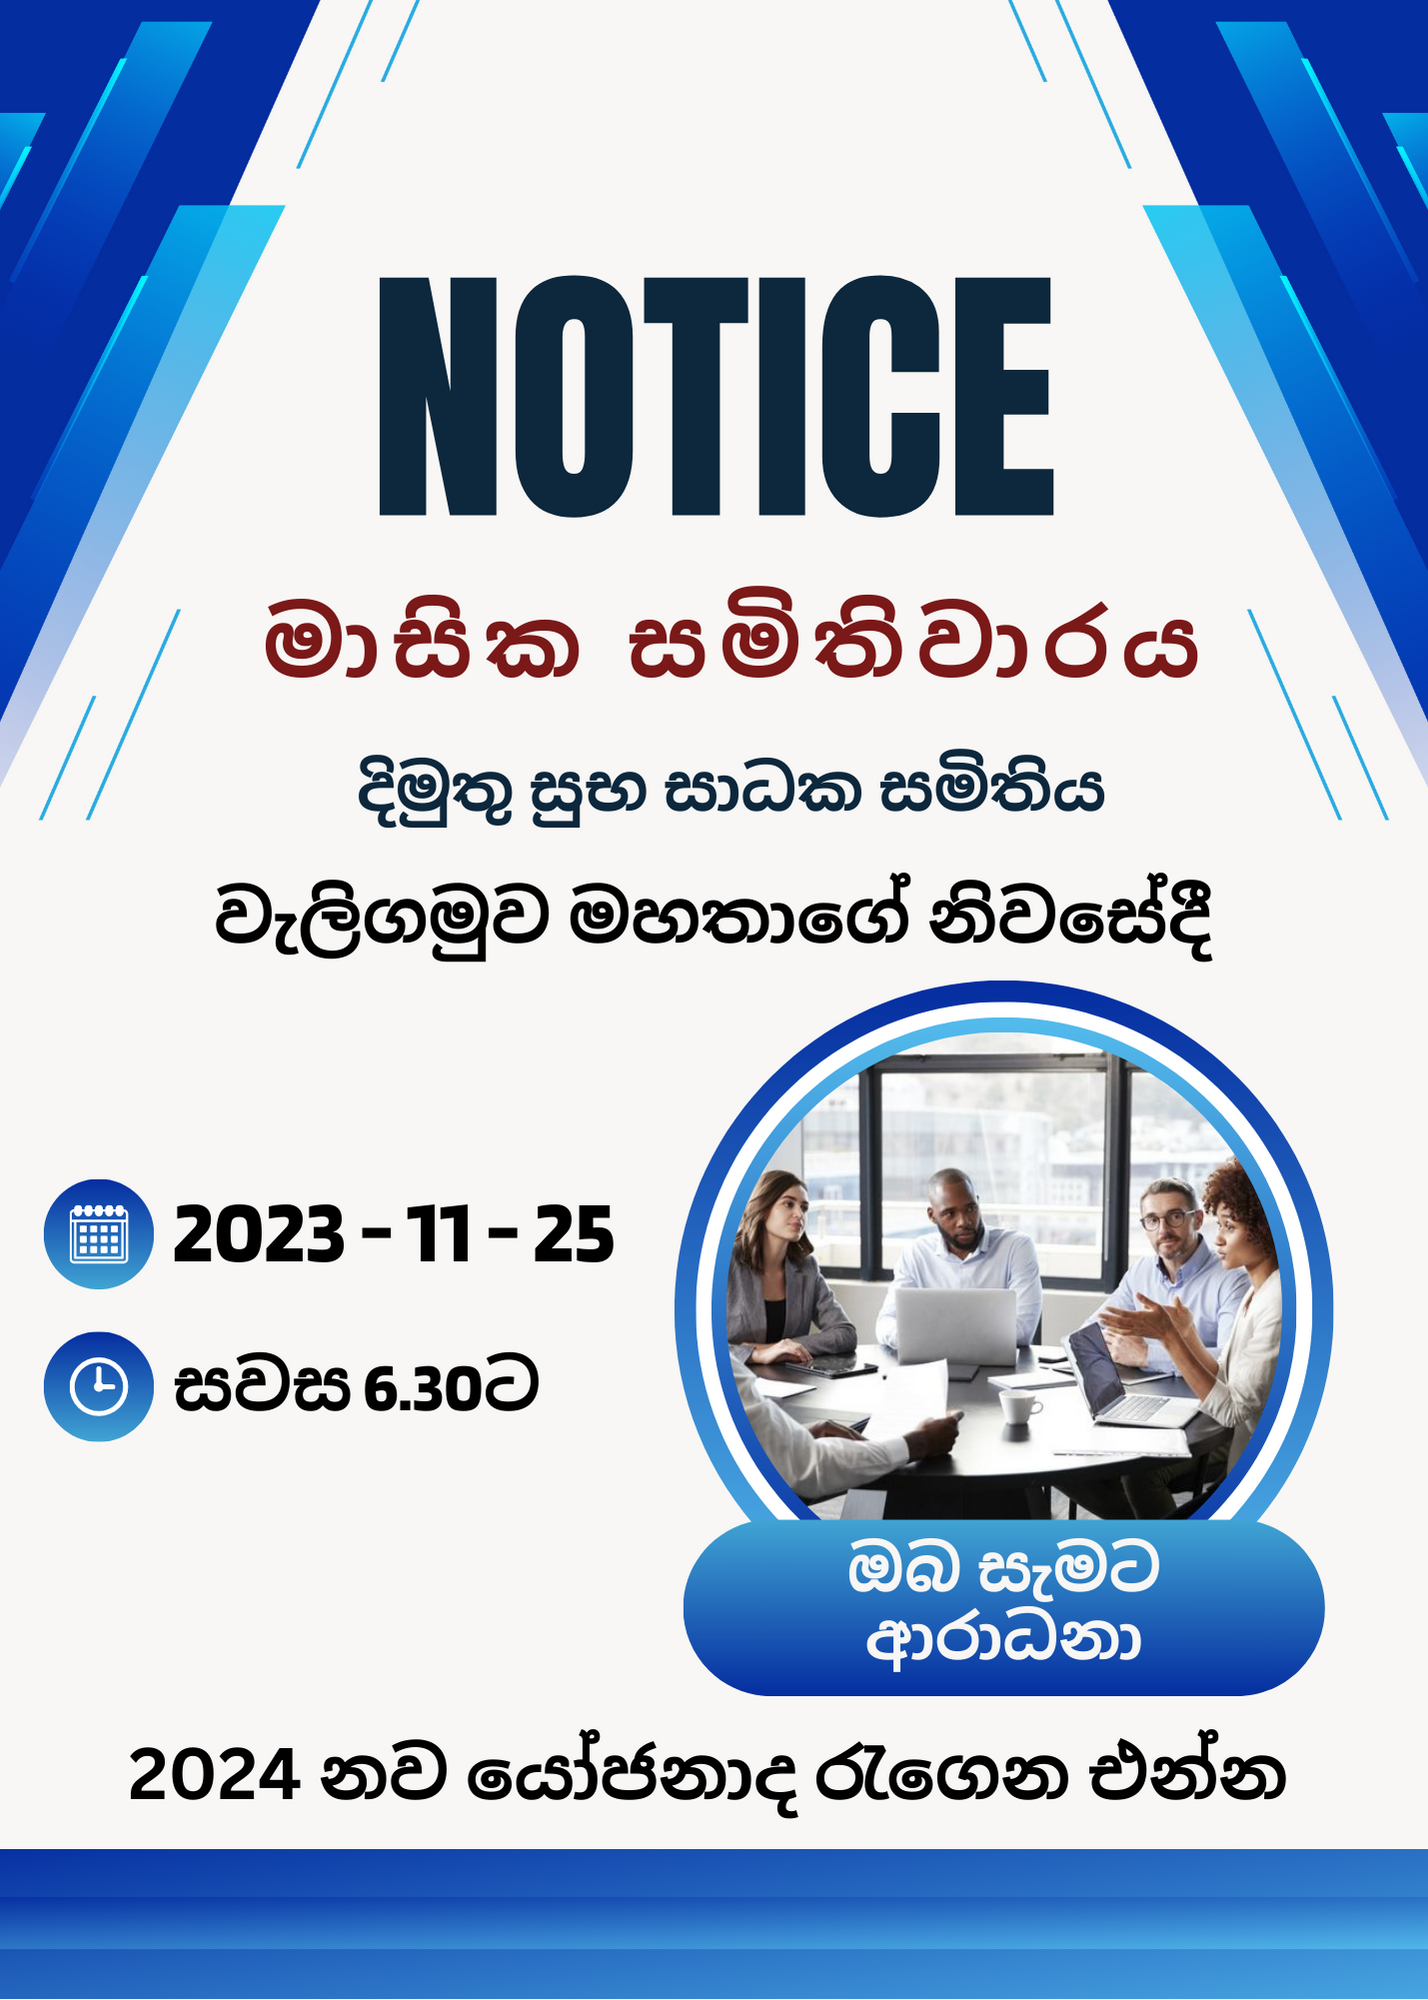 NOTICE
මාසික සමිතිවාරය
දිමුතු සුභ සාධක සමිතිය
වැලිගමුව මහතාගේ නිවසේදී
2023 - 11 - 25
සවස 6.30ට
ඔබ සැමට
ආරාධනා
2024 නව යෝජනාද රැගෙන එන්න